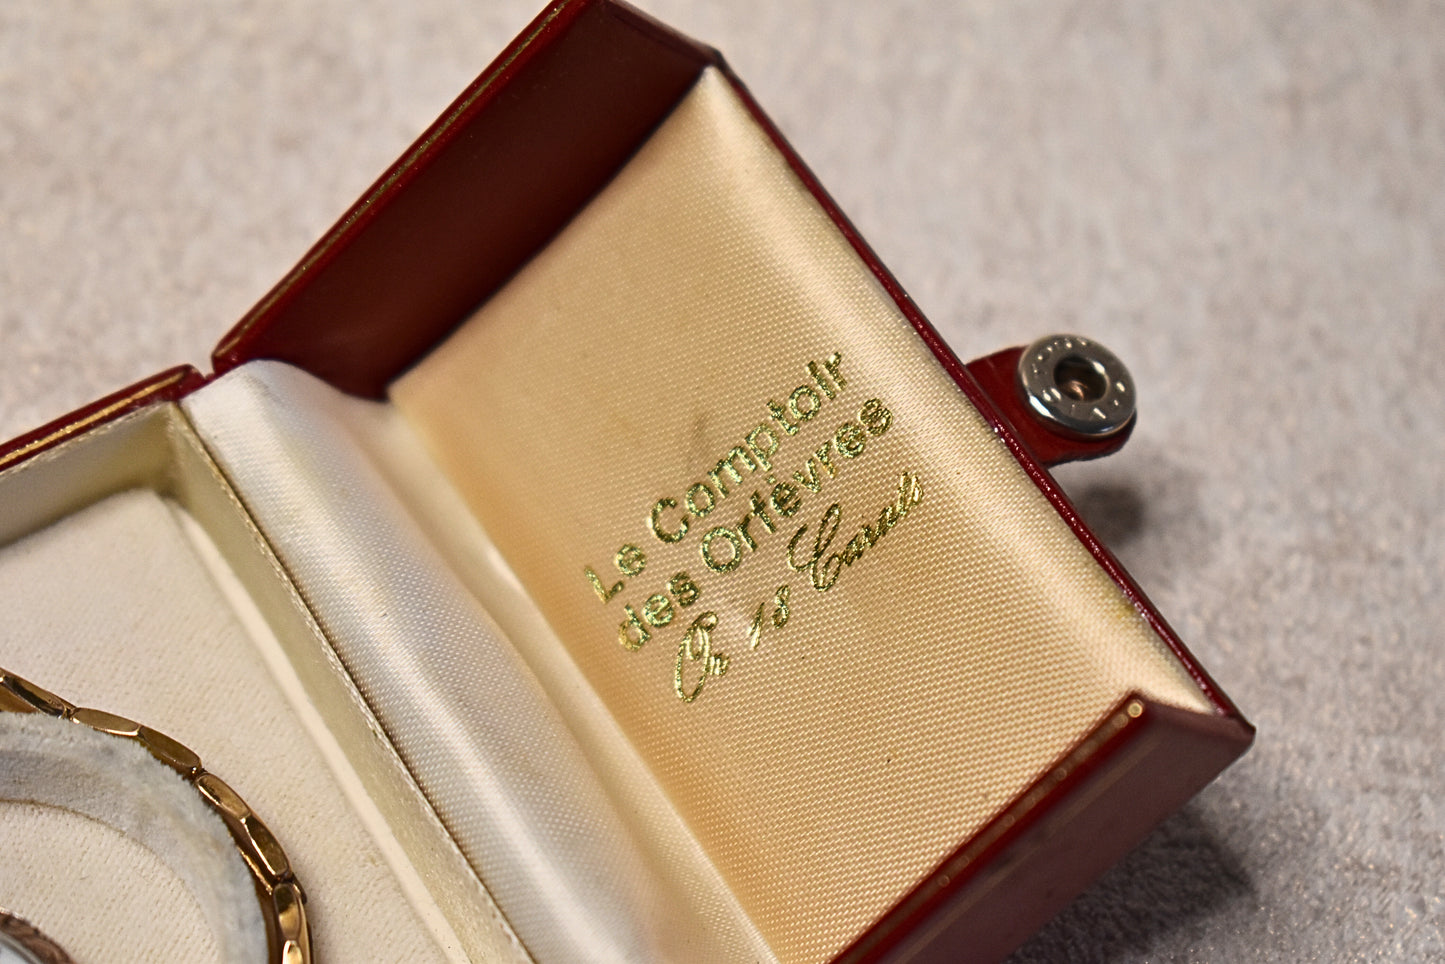 Le Comptoir
des Orfèvres
Or 18 Carats